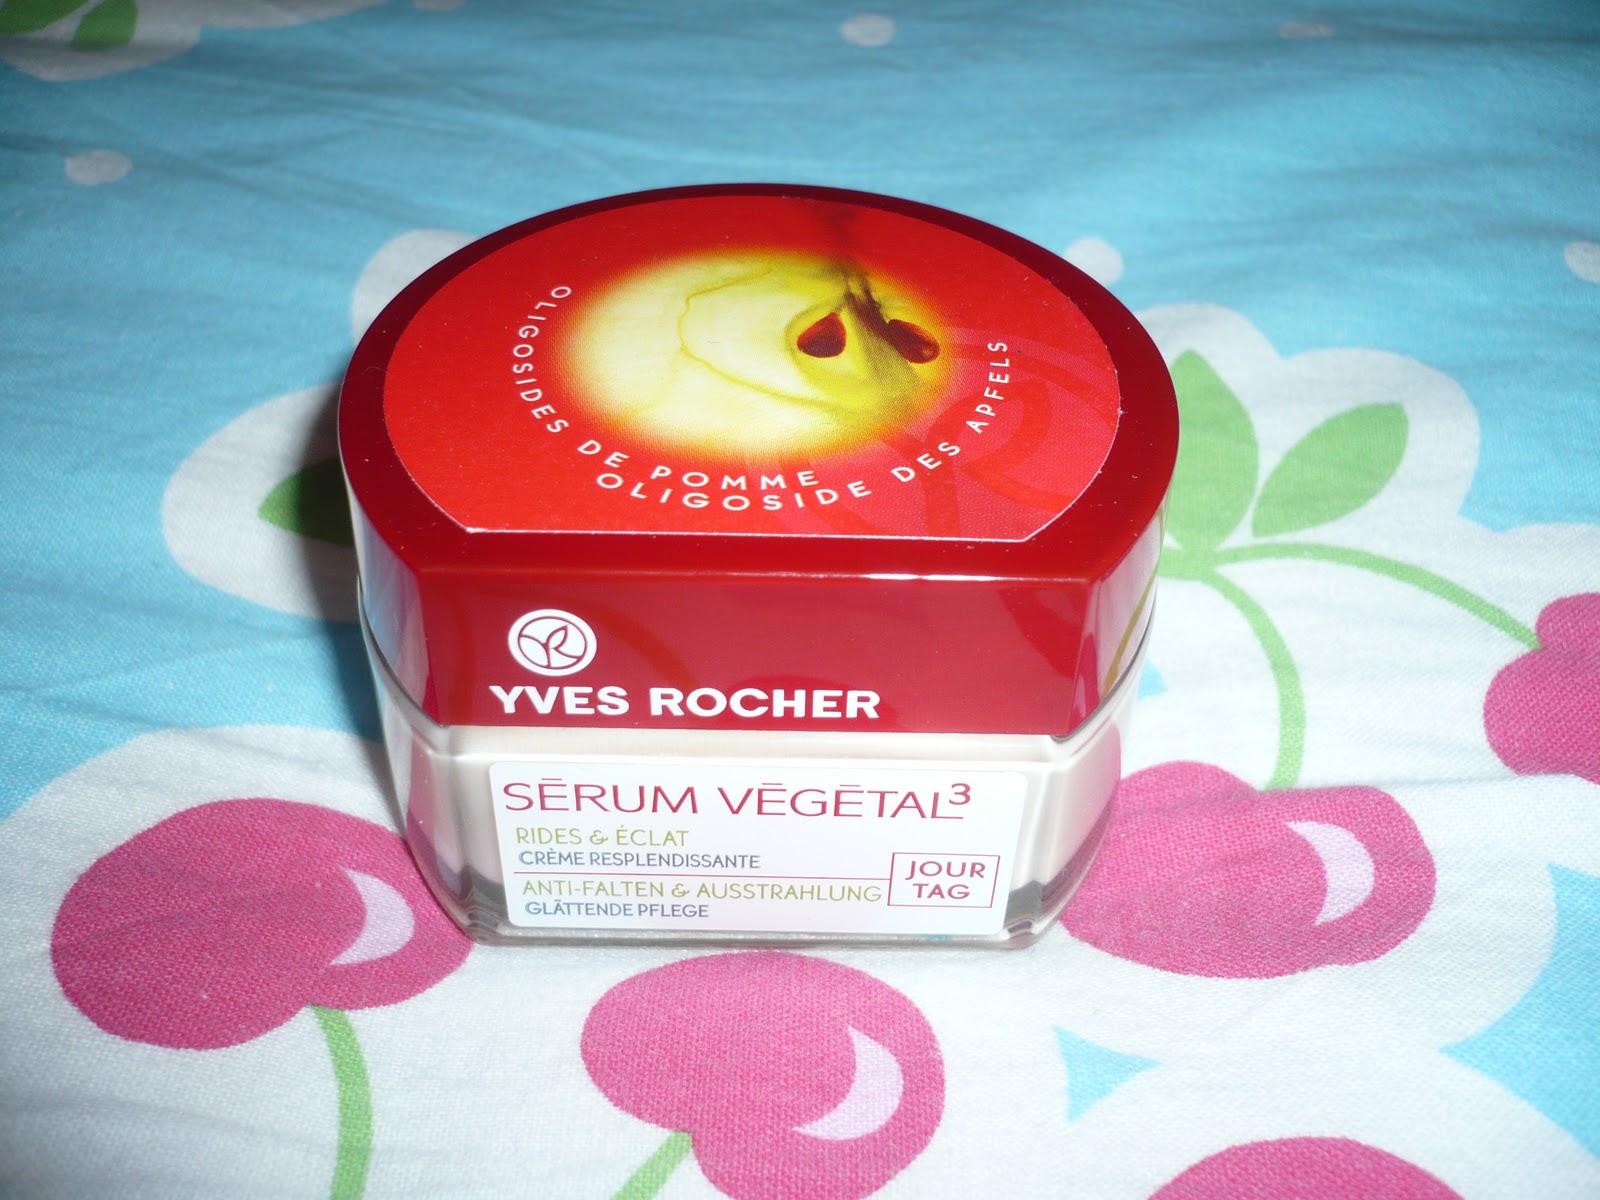 OLIGOSIDES DE POMME
OLIGOSIDE DES APFELS
YVES ROCHER
SĒRUM VĒGĒTAL³
RIDES & ÉCLAT
CRÈME RESPLENDISSANTE
ANTI-FALTEN & AUSSTRAHLUNG
GLÄTTENDE PFLEGE
JOUR
TAG